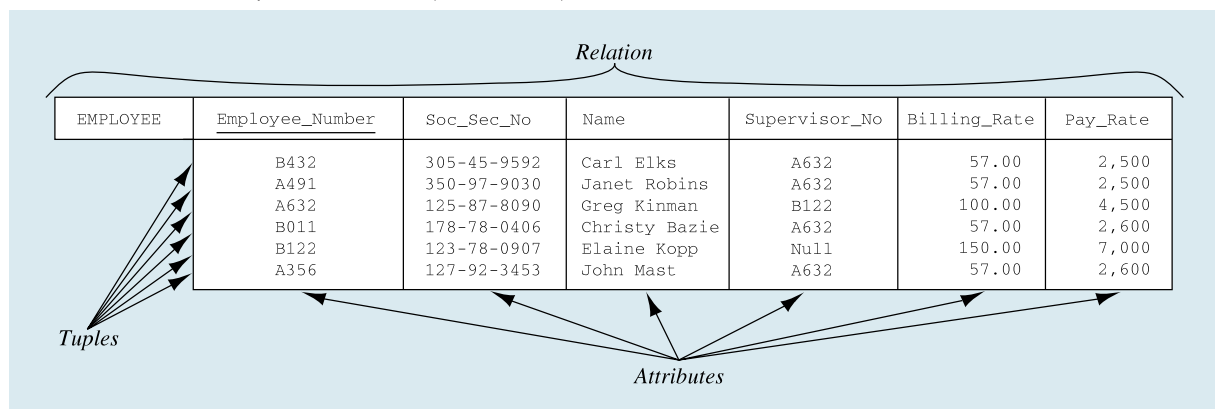 Relation
EMPLOYEE Employee_Number Soc_Sec_No Name Supervisor_No Billing_Rate Pay_Rate
B432 305-45-9592 Carl Elks A632 57.00 2,500
A491 350-97-9030 Janet Robins A632 57.00 2,500
A632 125-87-8090 Greg Kinman B122 100.00 4,500
B011 178-78-0406 Christy Bazie A632 57.00 2,600
B122 123-78-0907 Elaine Kopp Null 150.00 7,000
A356 127-92-3453 John Mast A632 57.00 2,600
Tuples
Attributes